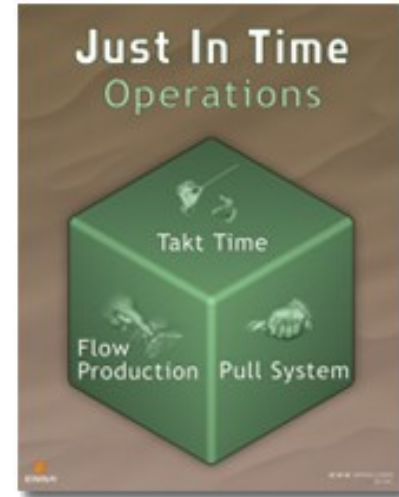 Just In Time
Operations
Takt Time
Flow
Production
Pull System